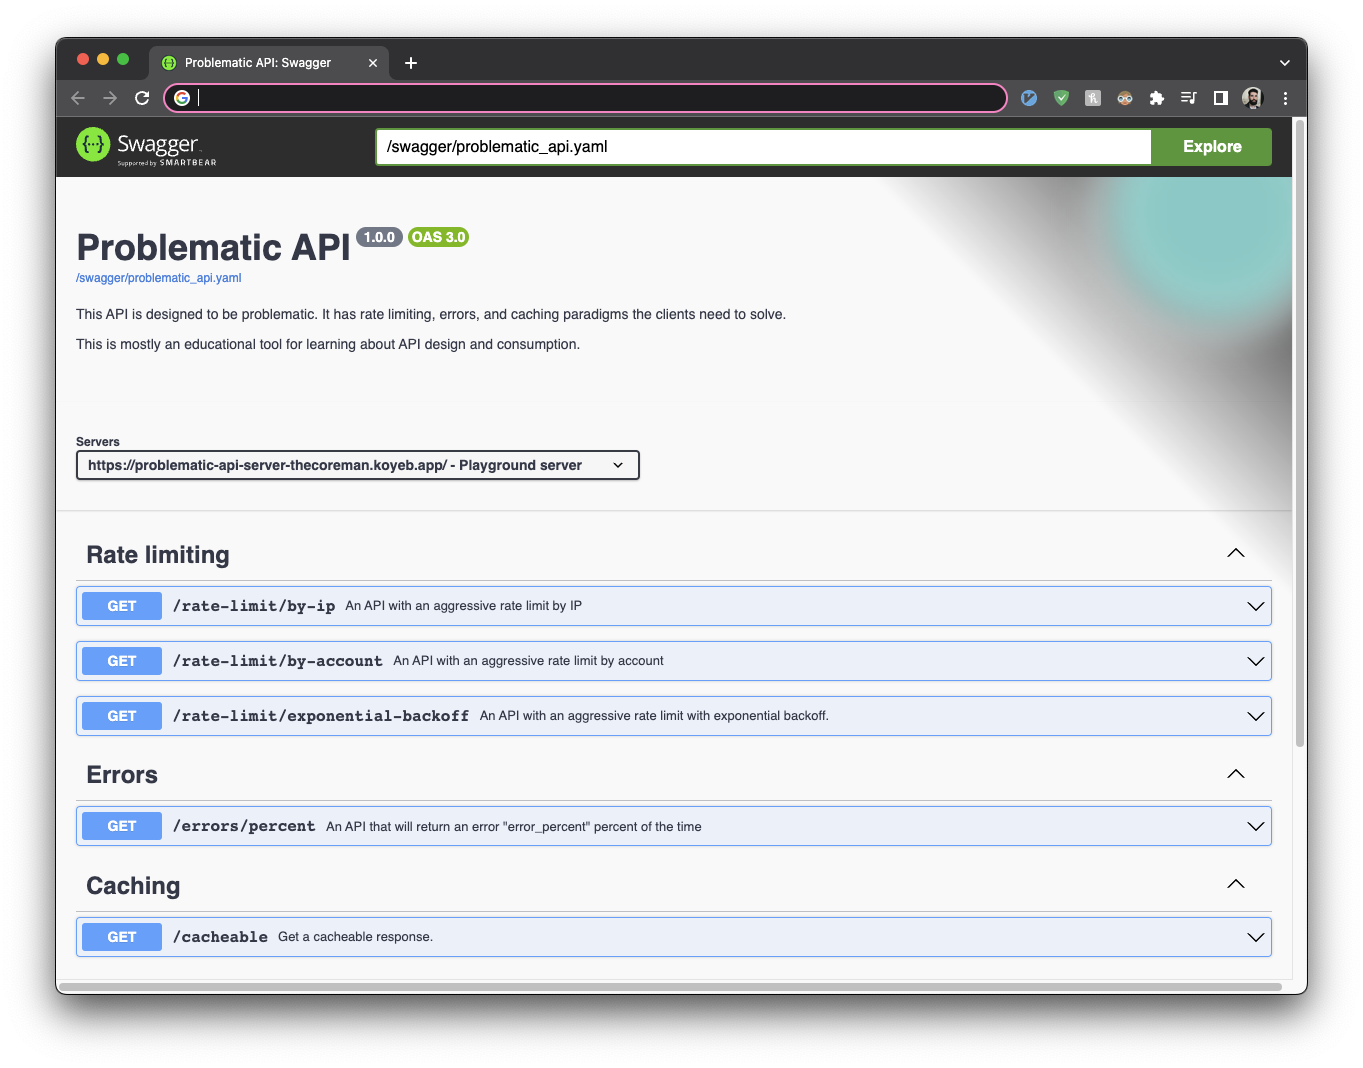 Problematic API: Swagger
Swagger
Supported by SMARTBEAR
/swagger/problematic_api.yaml
Explore
Problematic API 1.0.0 OAS 3.0
/swagger/problematic_api.yaml
This API is designed to be problematic. It has rate limiting, errors, and caching paradigms the clients need to solve.
This is mostly an educational tool for learning about API design and consumption.
Servers
https://problematic-api-server-thecoreman.koyeb.app/ - Playground server
Rate limiting
GET /rate-limit/by-ip An API with an aggressive rate limit by IP
GET /rate-limit/by-account An API with an aggressive rate limit by account
GET /rate-limit/exponential-backoff An API with an aggressive rate limit with exponential backoff.
Errors
GET /errors/percent An API that will return an error "error_percent" percent of the time
Caching
GET /cacheable Get a cacheable response.